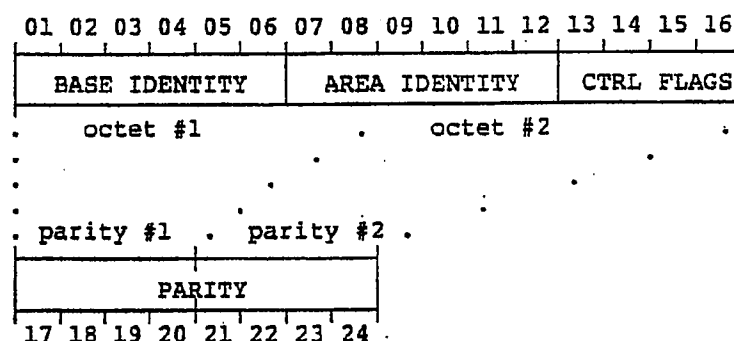 01 02 03 04 05 06 07 08 09 10 11 12 13 14 15 16
BASE IDENTITY AREA IDENTITY CTRL FLAGS
octet #1 octet #2
parity #1 parity #2
PARITY
17 18 19 20 21 22 23 24